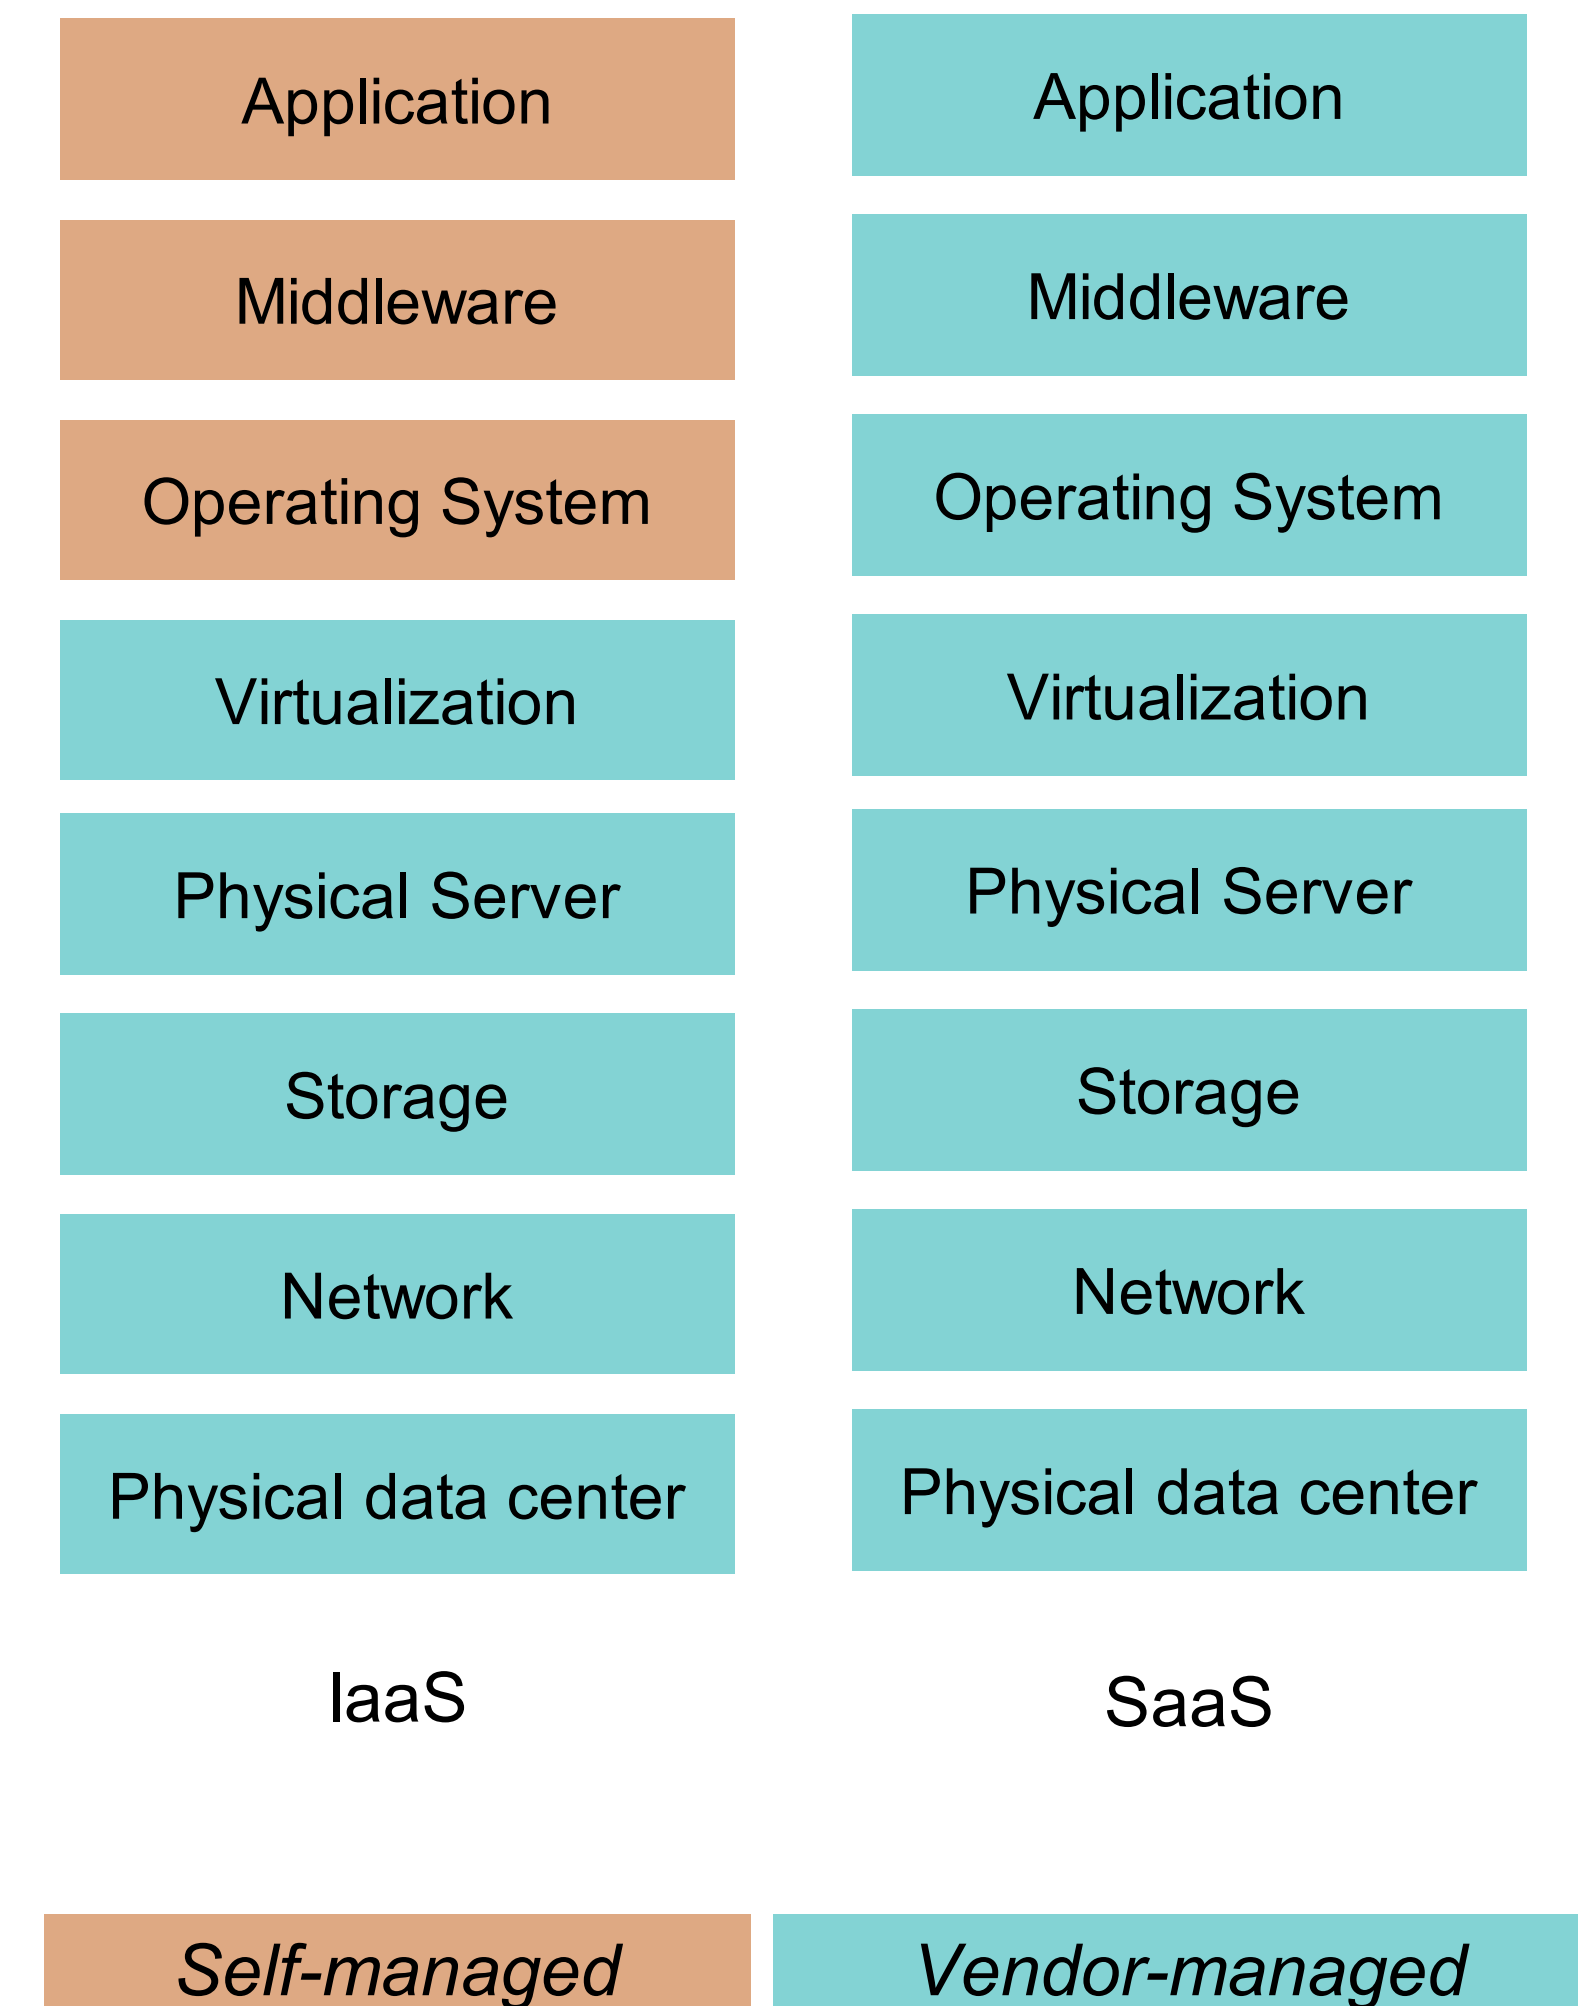 Application
Middleware
Operating System
Virtualization
Physical Server
Storage
Network
Physical data center
IaaS
Application
Middleware
Operating System
Virtualization
Physical Server
Storage
Network
Physical data center
SaaS
Self-managed
Vendor-managed